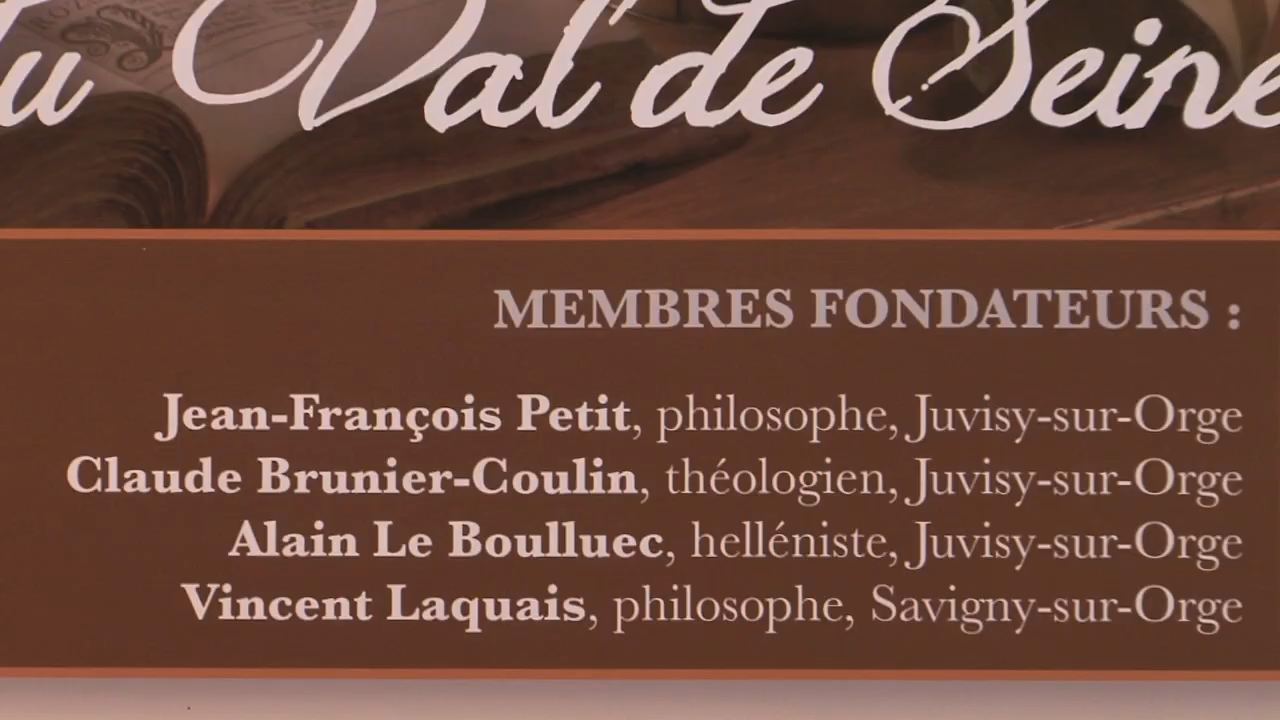 du Val de Seine
MEMBRES FONDATEURS :
Jean-François Petit, philosophe, Juvisy-sur-Orge
Claude Brunier-Coulin, théologien, Juvisy-sur-Orge
Alain Le Boulluec, helléniste, Juvisy-sur-Orge
Vincent Laquais, philosophe, Savigny-sur-Orge